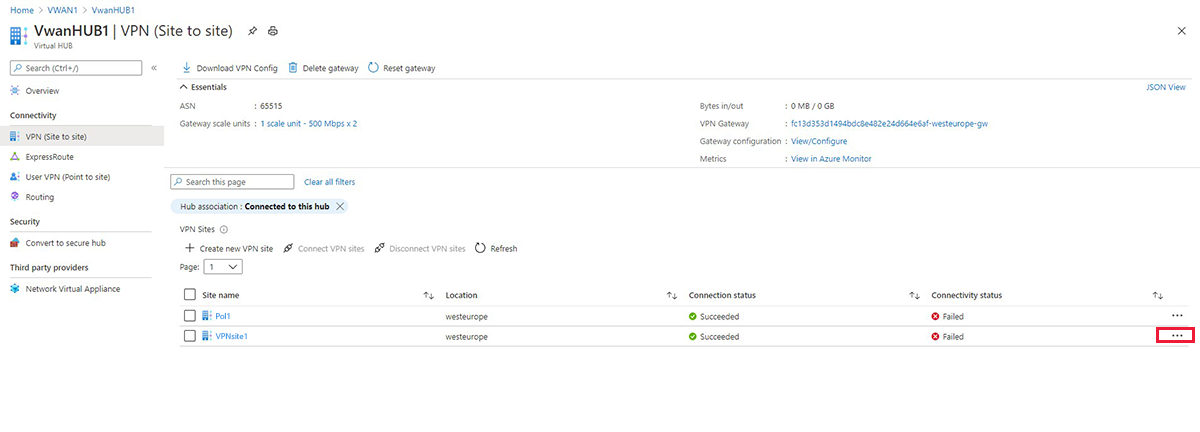 Home > VWAN1 > VwanHUB1
VwanHUB1 | VPN (Site to site)
Virtual HUB
Search (Ctrl+/)
Overview
Connectivity
VPN (Site to site)
ExpressRoute
User VPN (Point to site)
Routing
Security
Convert to secure hub
Third party providers
Network Virtual Appliance
Download VPN Config Delete gateway Reset gateway
Essentials JSON View
ASN : 65515 Bytes in/out : 0 MB / 0 GB
Gateway scale units : 1 scale unit - 500 Mbps x 2 VPN Gateway : fc13d353d1494bdc8e482e24d664e6af-westeurope-gw
Gateway configuration : View/Configure
Metrics : View in Azure Monitor
Search this page Clear all filters
Hub association : Connected to this hub
VPN Sites
Create new VPN site Connect VPN sites Disconnect VPN sites Refresh
Page: 1
Site name Location Connection status Connectivity status
Pol1 westeurope Succeeded Failed ...
VPNsite1 westeurope Succeeded Failed ...